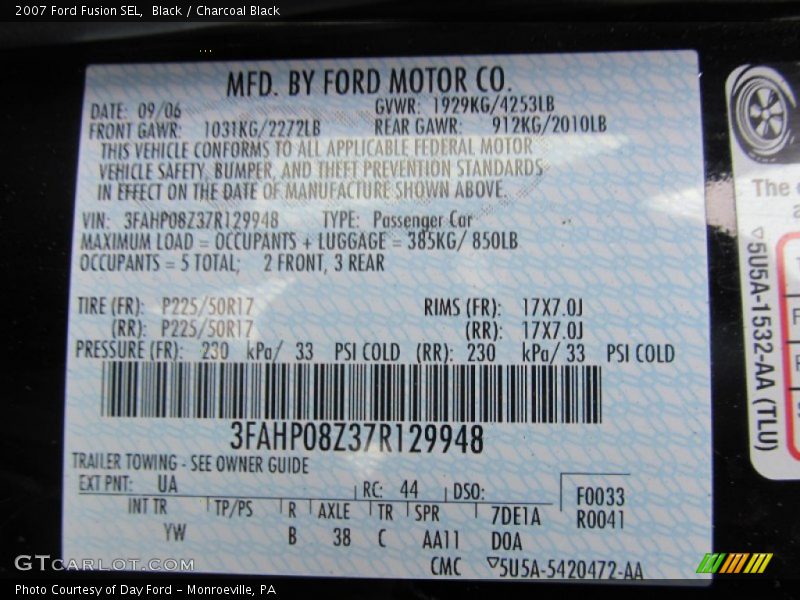 2007 Ford Fusion SEL,  Black / Charcoal Black
MFD. BY FORD MOTOR CO.
DATE: 09/06 GVWR: 1929KG/4253LB
FRONT GAWR: 1031KG/2272LB REAR GAWR: 912KG/2010LB
THIS VEHICLE CONFORMS TO ALL APPLICABLE FEDERAL MOTOR
VEHICLE SAFETY, BUMPER, AND THEFT PREVENTION STANDARDS
IN EFFECT ON THE DATE OF MANUFACTURE SHOWN ABOVE.
VIN: 3FAHP08Z37R129948 TYPE: Passenger Car
MAXIMUM LOAD = OCCUPANTS + LUGGAGE = 385KG/ 850LB
OCCUPANTS = 5 TOTAL; 2 FRONT, 3 REAR
TIRE (FR): P225/50R17 RIMS (FR): 17X7.0J
(RR): P225/50R17 (RR): 17X7.0J
PRESSURE (FR): 230 kPa/ 33 PSI COLD (RR): 230 kPa/ 33 PSI COLD
3FAHP08Z37R129948
TRAILER TOWING - SEE OWNER GUIDE
EXT PNT: UA RC: 44 DSO: F0033
INT TR TP/PS R AXLE TR SPR 7DE1A R0041
YW B 38 C AA11 D0A
CMC ▽5U5A-5420472-AA
The
▽5U5A-1532-AA (TLU)
GTCARLOT.COM
Photo Courtesy of Day Ford - Monroeville, PA